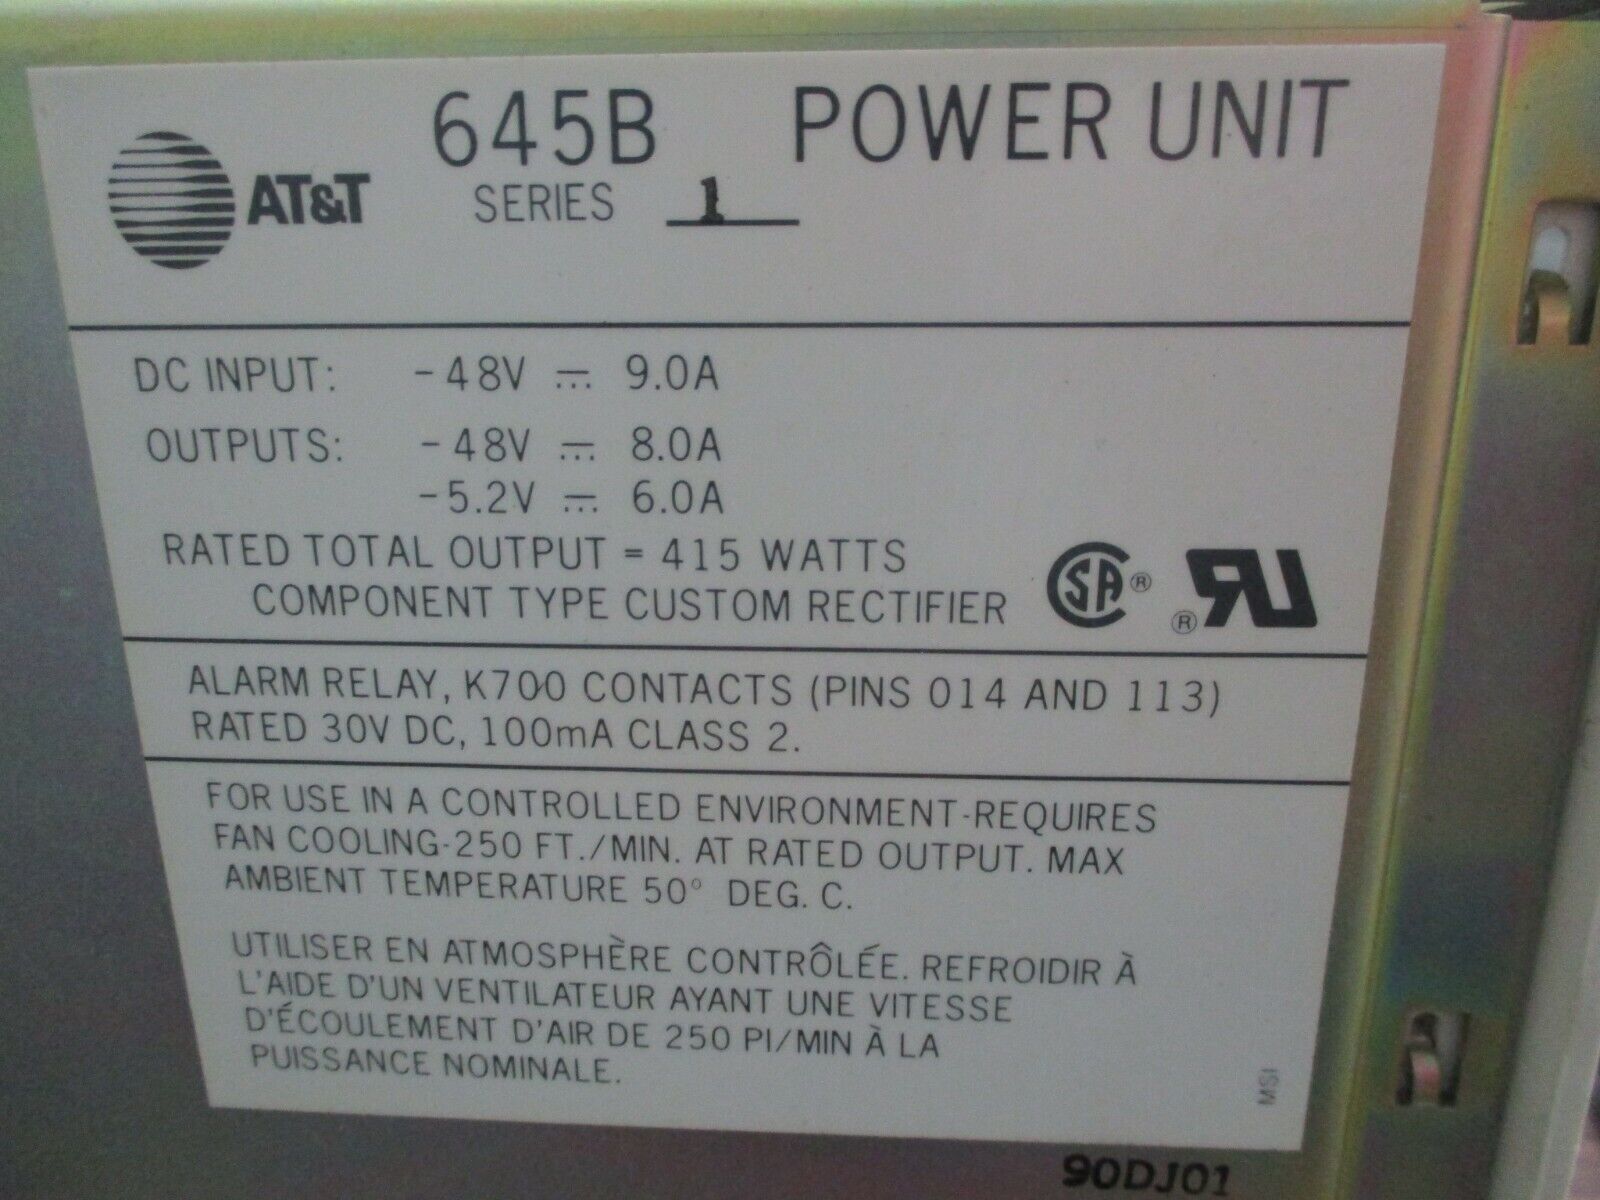 AT&T 645B POWER UNIT
SERIES 1
DC INPUT: -48V ⎓ 9.0A
OUTPUTS: -48V ⎓ 8.0A
-5.2V ⎓ 6.0A
RATED TOTAL OUTPUT = 415 WATTS
COMPONENT TYPE CUSTOM RECTIFIER
SA ® ® UR
ALARM RELAY, K700 CONTACTS (PINS 014 AND 113)
RATED 30V DC, 100mA CLASS 2.
FOR USE IN A CONTROLLED ENVIRONMENT-REQUIRES
FAN COOLING-250 FT./MIN. AT RATED OUTPUT. MAX
AMBIENT TEMPERATURE 50° DEG. C.
UTILISER EN ATMOSPHÈRE CONTRÔLÉE. REFROIDIR À
L'AIDE D'UN VENTILATEUR AYANT UNE VITESSE
D'ÉCOULEMENT D'AIR DE 250 PI/MIN À LA
PUISSANCE NOMINALE.
MSI
90DJ01